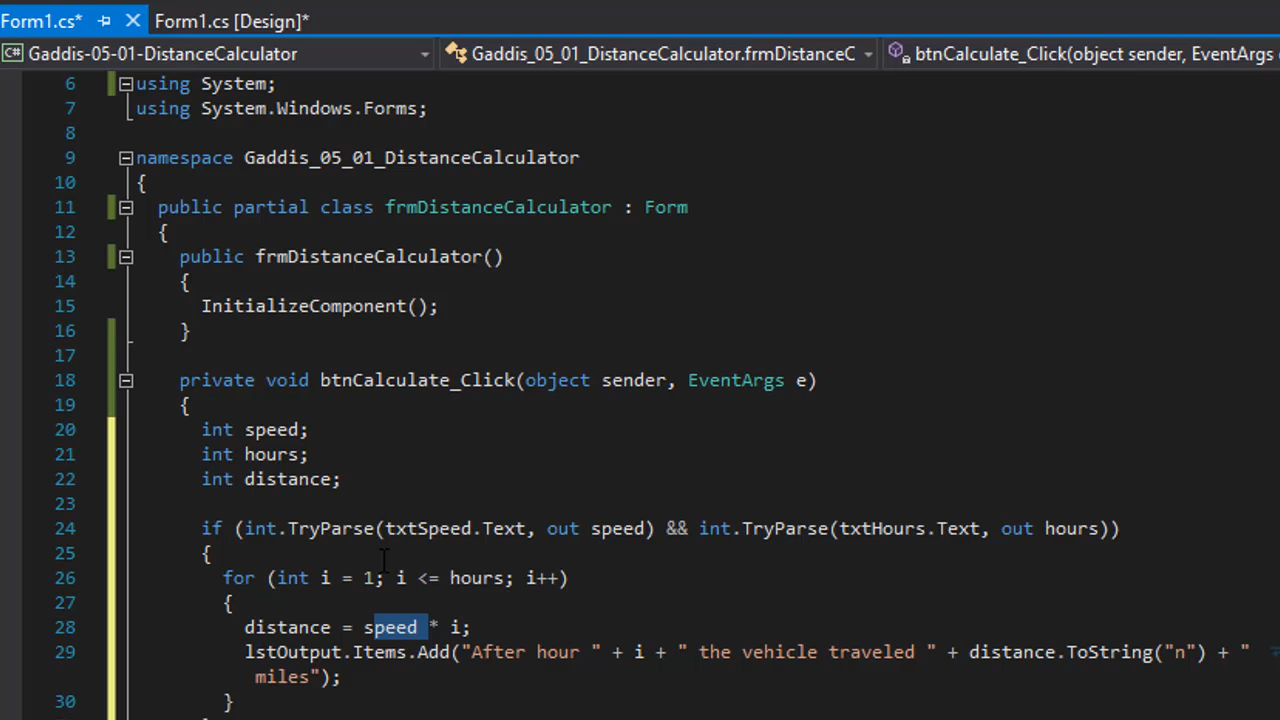 Form1.cs* Form1.cs [Design]*
C# Gaddis-05-01-DistanceCalculator Gaddis_05_01_DistanceCalculator.frmDistanceC btnCalculate_Click(object sender, EventArgs
6 using System;
7 using System.Windows.Forms;
8
9 namespace Gaddis_05_01_DistanceCalculator
10 {
11 public partial class frmDistanceCalculator : Form
12 {
13 public frmDistanceCalculator()
14 {
15 InitializeComponent();
16 }
17
18 private void btnCalculate_Click(object sender, EventArgs e)
19 {
20 int speed;
21 int hours;
22 int distance;
23
24 if (int.TryParse(txtSpeed.Text, out speed) && int.TryParse(txtHours.Text, out hours))
25 {
26 for (int i = 1; i <= hours; i++)
27 {
28 distance = speed * i;
29 lstOutput.Items.Add("After hour " + i + " the vehicle traveled " + distance.ToString("n") + "
miles");
30 }